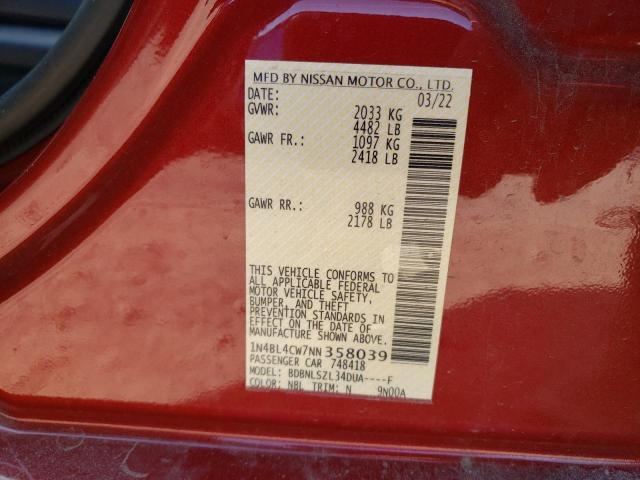 MFD BY NISSAN MOTOR CO., LTD.
DATE: 03/22
GVWR: 2033 KG
4482 LB
GAWR FR.: 1097 KG
2418 LB
GAWR RR.: 988 KG
2178 LB
THIS VEHICLE CONFORMS TO
ALL APPLICABLE FEDERAL
MOTOR VEHICLE SAFETY,
BUMPER, AND THEFT
PREVENTION STANDARDS IN
EFFECT ON THE DATE OF
MANUFACTURE SHOWN ABOVE.
1N4BL4CW7NN358039
PASSENGER CAR 748418
MODEL: BDBNLSZL34DUA----F
COLOR: NBL TRIM: N 9N00A